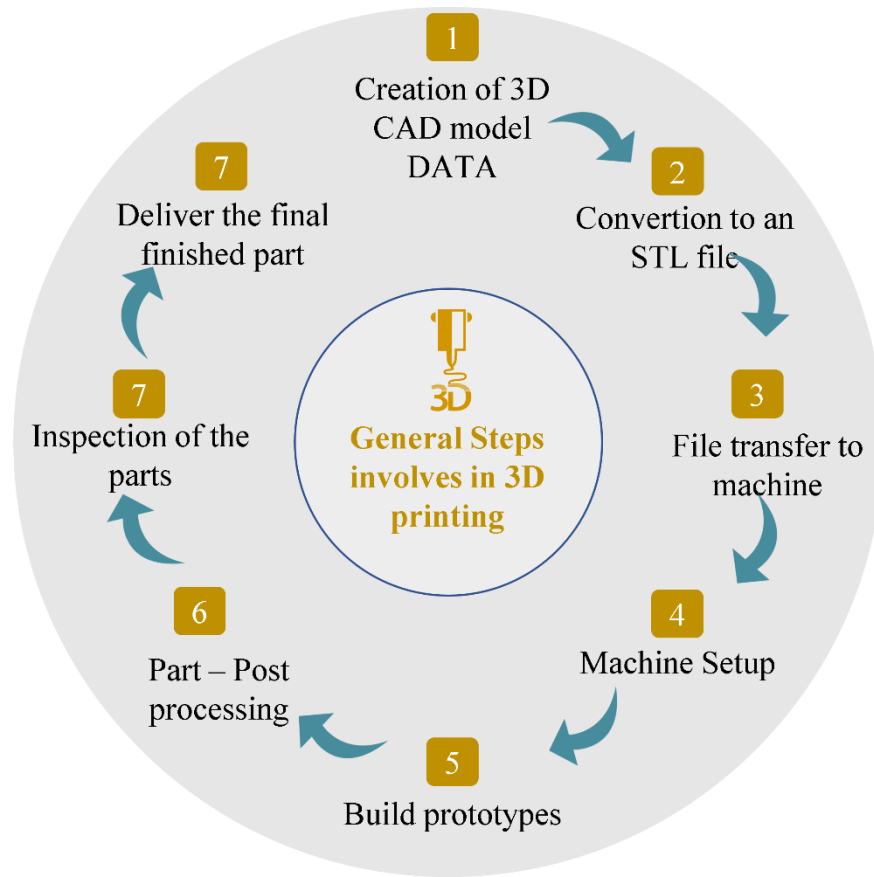 1
Creation of 3D
CAD model
DATA
2
Convertion to an
STL file
3
File transfer to
machine
4
Machine Setup
5
Build prototypes
6
Part – Post
processing
7
Inspection of the
parts
7
Deliver the final
finished part
3D
General Steps
involves in 3D
printing